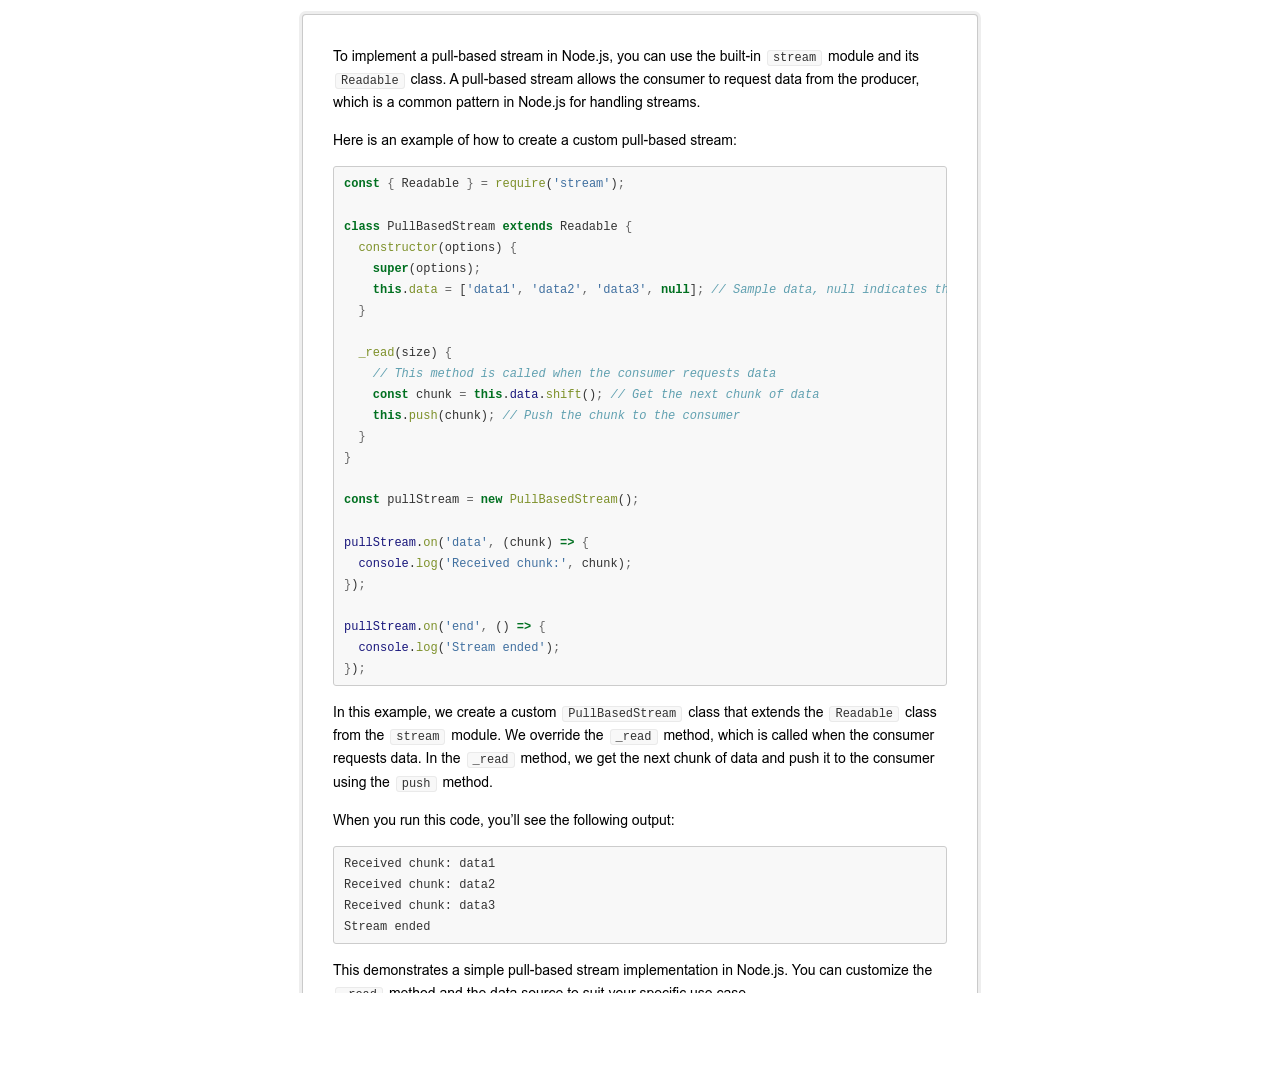 To implement a pull-based stream in Node.js, you can use the built-in stream module and its
Readable class. A pull-based stream allows the consumer to request data from the producer,
which is a common pattern in Node.js for handling streams.
Here is an example of how to create a custom pull-based stream:
const { Readable } = require('stream');
class PullBasedStream extends Readable {
  constructor(options) {
    super(options);
    this.data = ['data1', 'data2', 'data3', null]; // Sample data, null indicates th
  }
  _read(size) {
    // This method is called when the consumer requests data
    const chunk = this.data.shift(); // Get the next chunk of data
    this.push(chunk); // Push the chunk to the consumer
  }
}
const pullStream = new PullBasedStream();
pullStream.on('data', (chunk) => {
  console.log('Received chunk:', chunk);
});
pullStream.on('end', () => {
  console.log('Stream ended');
});
In this example, we create a custom PullBasedStream class that extends the Readable class
from the stream module. We override the _read method, which is called when the consumer
requests data. In the _read method, we get the next chunk of data and push it to the consumer
using the push method.
When you run this code, you’ll see the following output:
Received chunk: data1
Received chunk: data2
Received chunk: data3
Stream ended
This demonstrates a simple pull-based stream implementation in Node.js. You can customize the
_read method and the data source to suit your specific use case.